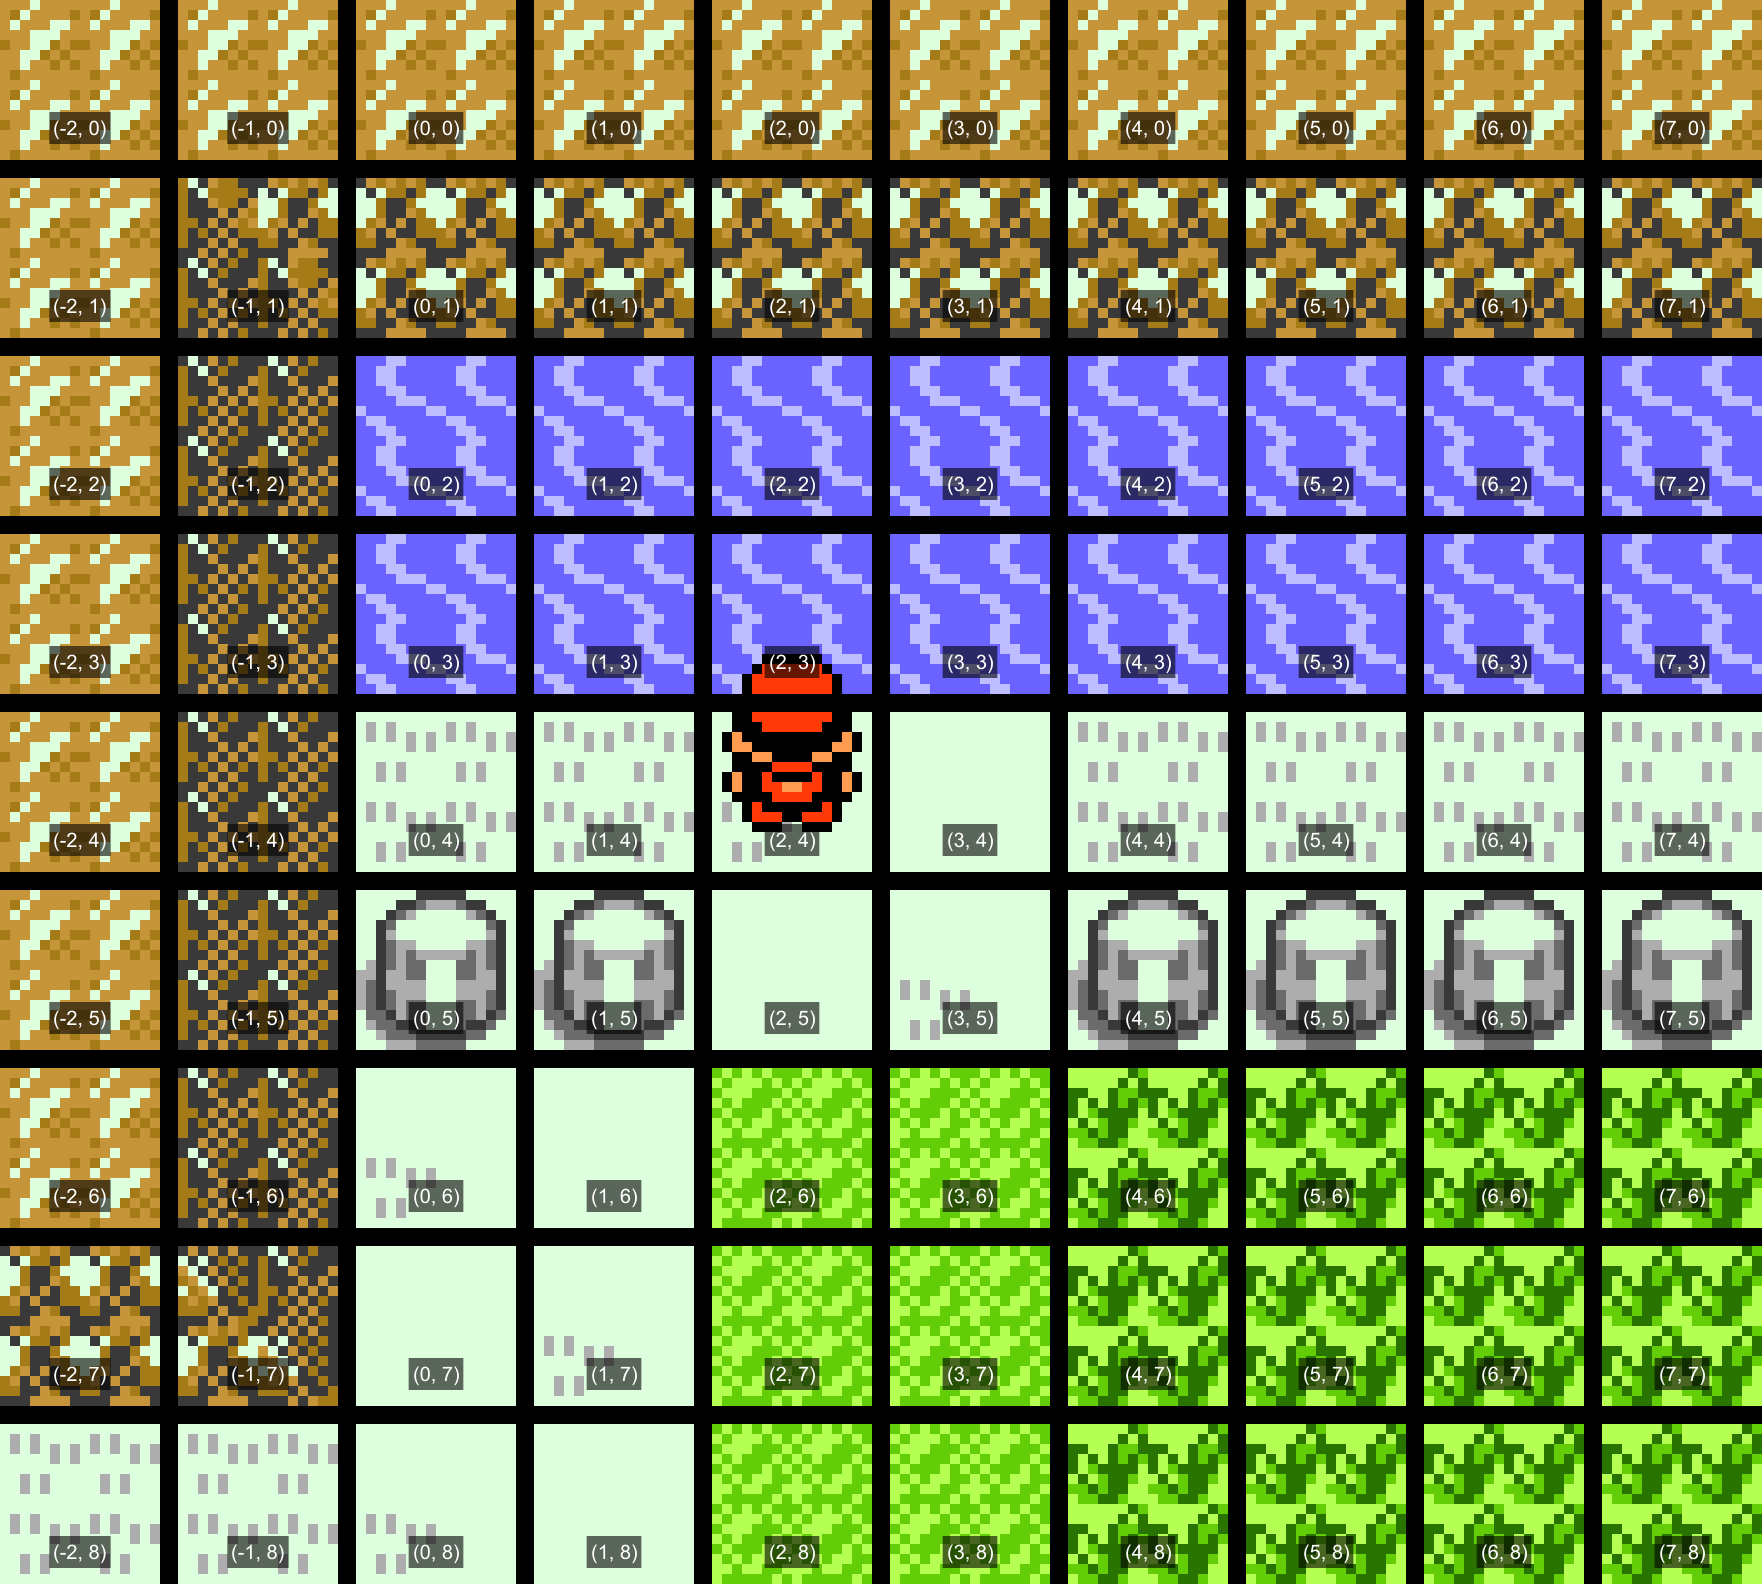 (-2, 0) (-1, 0) (0, 0) (1, 0) (2, 0) (3, 0) (4, 0) (5, 0) (6, 0) (7, 0)
(-2, 1) (-1, 1) (0, 1) (1, 1) (2, 1) (3, 1) (4, 1) (5, 1) (6, 1) (7, 1)
(-2, 2) (-1, 2) (0, 2) (1, 2) (2, 2) (3, 2) (4, 2) (5, 2) (6, 2) (7, 2)
(-2, 3) (-1, 3) (0, 3) (1, 3) (2, 3) (3, 3) (4, 3) (5, 3) (6, 3) (7, 3)
(-2, 4) (-1, 4) (0, 4) (1, 4) (2, 4) (3, 4) (4, 4) (5, 4) (6, 4) (7, 4)
(-2, 5) (-1, 5) (0, 5) (1, 5) (2, 5) (3, 5) (4, 5) (5, 5) (6, 5) (7, 5)
(-2, 6) (-1, 6) (0, 6) (1, 6) (2, 6) (3, 6) (4, 6) (5, 6) (6, 6) (7, 6)
(-2, 7) (-1, 7) (0, 7) (1, 7) (2, 7) (3, 7) (4, 7) (5, 7) (6, 7) (7, 7)
(-2, 8) (-1, 8) (0, 8) (1, 8) (2, 8) (3, 8) (4, 8) (5, 8) (6, 8) (7, 8)